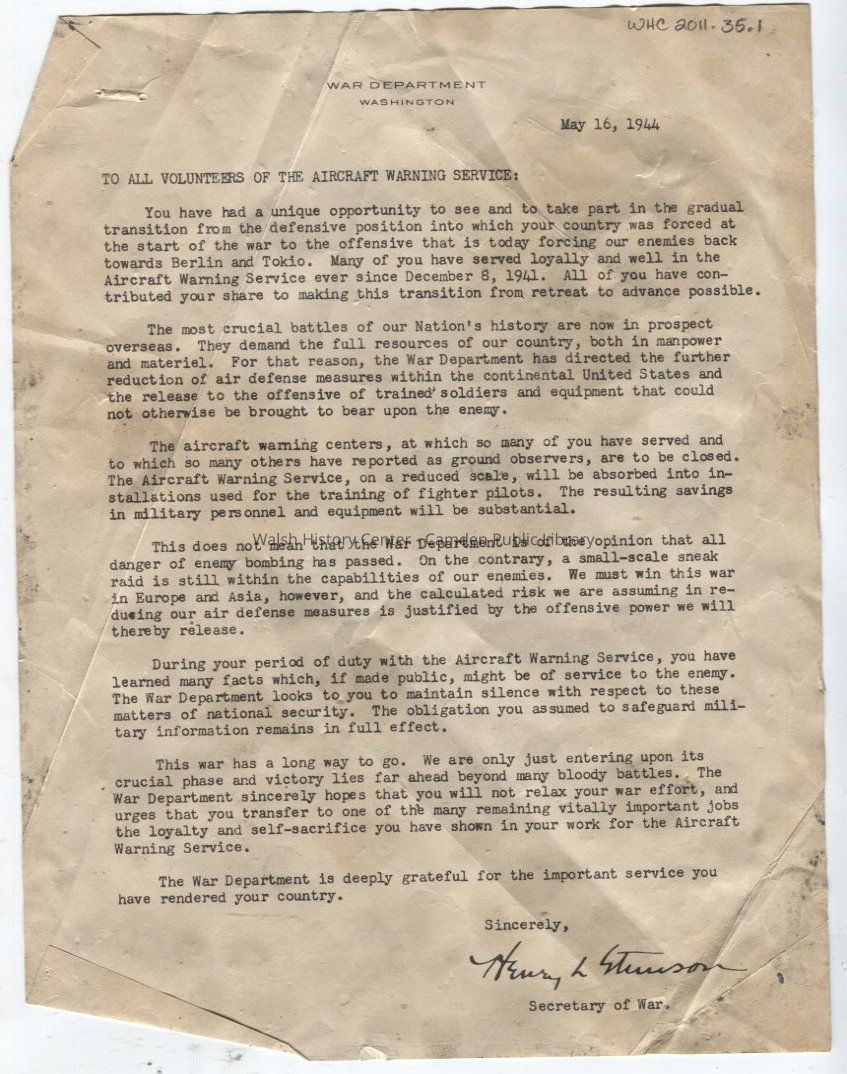 WHC 2011.35.1
WAR DEPARTMENT
WASHINGTON
May 16, 1944
TO ALL VOLUNTEERS OF THE AIRCRAFT WARNING SERVICE:
You have had a unique opportunity to see and to take part in the gradual
transition from the defensive position into which your country was forced at
the start of the war to the offensive that is today forcing our enemies back
towards Berlin and Tokio. Many of you have served loyally and well in the
Aircraft Warning Service ever since December 8, 1941. All of you have con-
tributed your share to making this transition from retreat to advance possible.
The most crucial battles of our Nation's history are now in prospect
overseas. They demand the full resources of our country, both in manpower
and materiel. For that reason, the War Department has directed the further
reduction of air defense measures within the continental United States and
the release to the offensive of trained soldiers and equipment that could
not otherwise be brought to bear upon the enemy.
The aircraft warning centers, at which so many of you have served and
to which so many others have reported as ground observers, are to be closed.
The Aircraft Warning Service, on a reduced scale, will be absorbed into in-
stallations used for the training of fighter pilots. The resulting savings
in military personnel and equipment will be substantial.
Walsh History Center - Camden Public Library
This does not mean that the War Department is of the opinion that all
danger of enemy bombing has passed. On the contrary, a small-scale sneak
raid is still within the capabilities of our enemies. We must win this war
in Europe and Asia, however, and the calculated risk we are assuming in re-
ducing our air defense measures is justified by the offensive power we will
thereby release.
During your period of duty with the Aircraft Warning Service, you have
learned many facts which, if made public, might be of service to the enemy.
The War Department looks to you to maintain silence with respect to these
matters of national security. The obligation you assumed to safeguard mili-
tary information remains in full effect.
This war has a long way to go. We are only just entering upon its
crucial phase and victory lies far ahead beyond many bloody battles. The
War Department sincerely hopes that you will not relax your war effort, and
urges that you transfer to one of the many remaining vitally important jobs
the loyalty and self-sacrifice you have shown in your work for the Aircraft
Warning Service.
The War Department is deeply grateful for the important service you
have rendered your country.
Sincerely,
Henry L Stimson
Secretary of War.